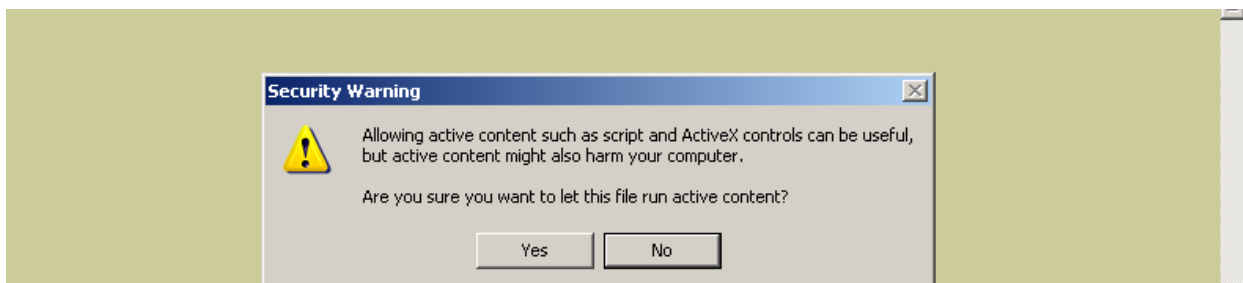 Security Warning
Allowing active content such as script and ActiveX controls can be useful,
but active content might also harm your computer.
Are you sure you want to let this file run active content?
Yes
No